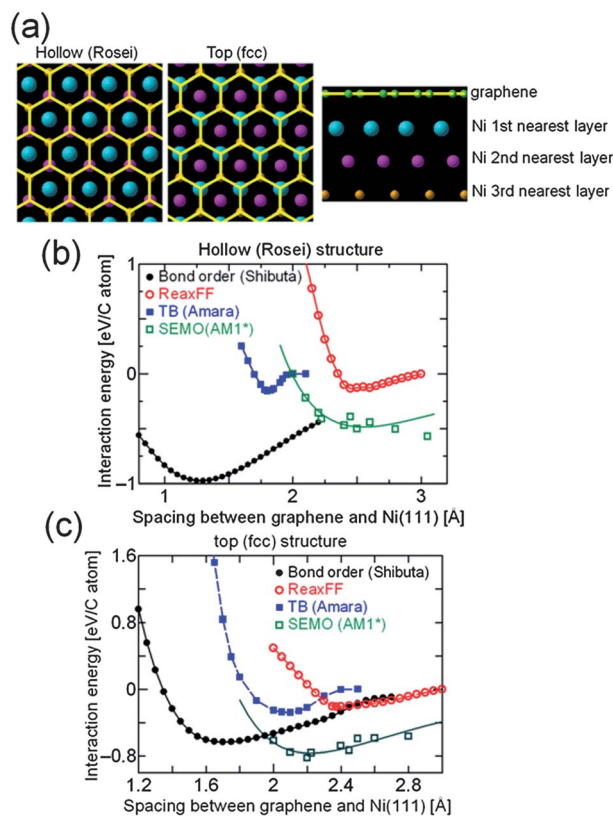 (a)
Hollow (Rosei)
Top (fcc)
graphene
Ni 1st nearest layer
Ni 2nd nearest layer
Ni 3rd nearest layer
(b)
Hollow (Rosei) structure
Interaction energy [eV/C atom]
1
0
−1
Bond order (Shibuta)
ReaxFF
TB (Amara)
SEMO(AM1*)
1
2
3
Spacing between graphene and Ni(111) [Å]
(c)
top (fcc) structure
Interaction energy [eV/C atom]
1.6
0.8
0
−0.8
Bond order (Shibuta)
ReaxFF
TB (Amara)
SEMO (AM1*)
1.2
1.6
2
2.4
2.8
Spacing between graphene and Ni(111) [Å]